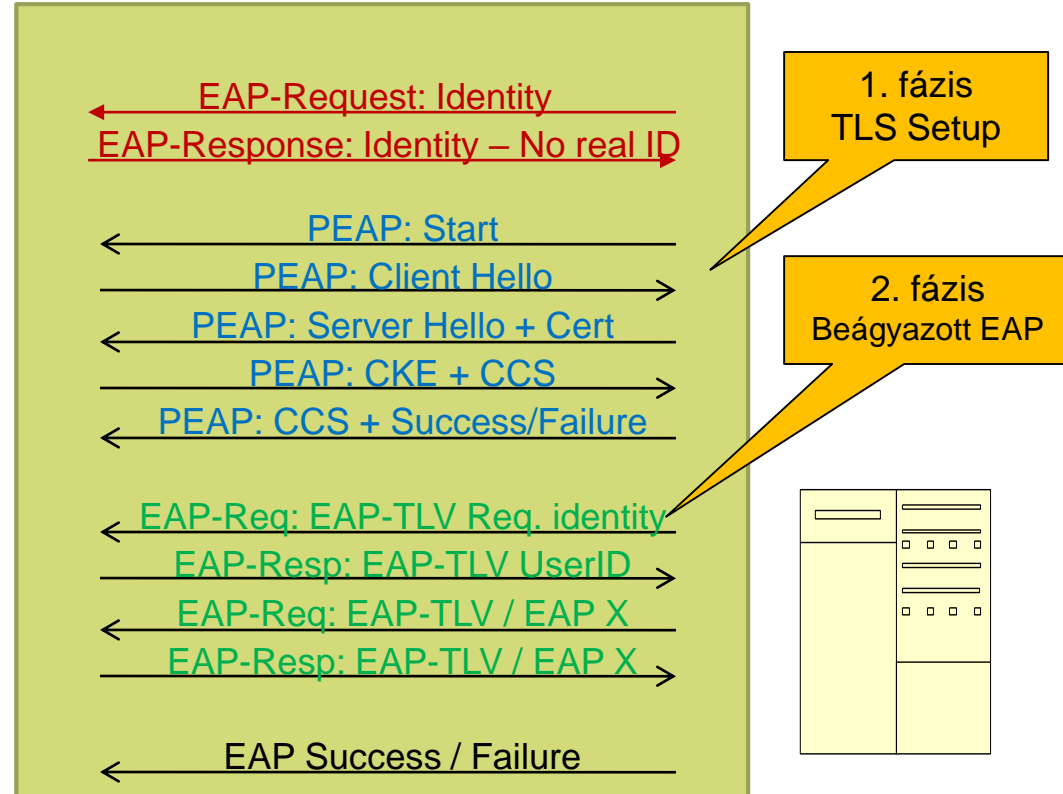 EAP-Request: Identity
EAP-Response: Identity – No real ID
PEAP: Start
PEAP: Client Hello
PEAP: Server Hello + Cert
PEAP: CKE + CCS
PEAP: CCS + Success/Failure
EAP-Req: EAP-TLV Req. identity
EAP-Resp: EAP-TLV UserID
EAP-Req: EAP-TLV / EAP X
EAP-Resp: EAP-TLV / EAP X
EAP Success / Failure
1. fázis
TLS Setup
2. fázis
Beágyazott EAP